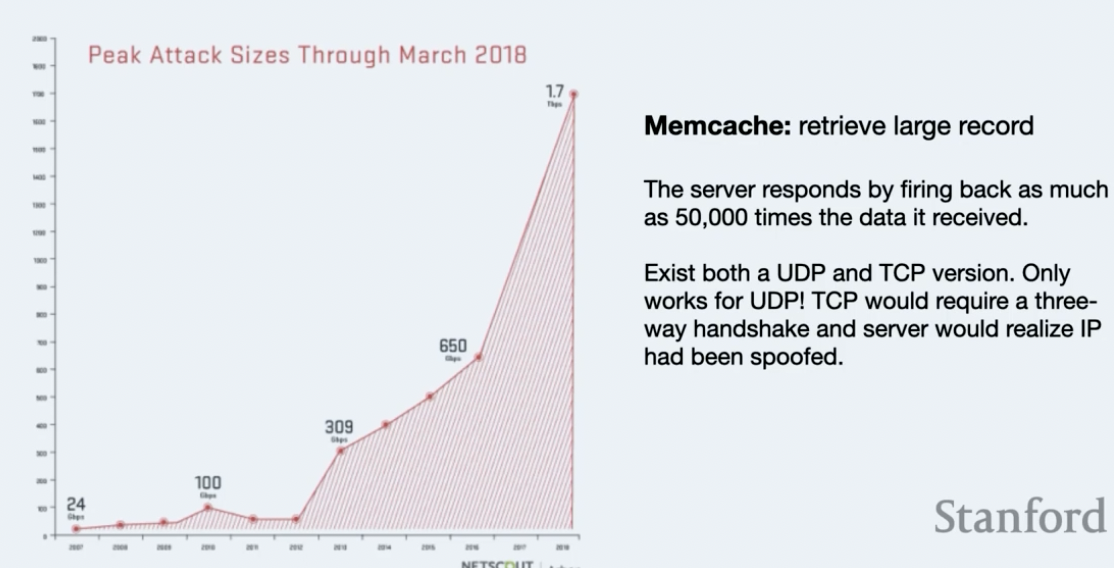 Peak Attack Sizes Through March 2018
2000
1700
1600
1500
1400
1300
1200
1000
900
800
700
600
500
400
300
200
100
0
1.7
Tbps
650
Gbps
309
Gbps
100
Gbps
24
Gbps
2007 2008 2009 2010 2011 2012 2013 2014 2015 2016 2017 2018
NETSCOUT
Memcache: retrieve large record
The server responds by firing back as much
as 50,000 times the data it received.
Exist both a UDP and TCP version. Only
works for UDP! TCP would require a three-
way handshake and server would realize IP
had been spoofed.
Stanford